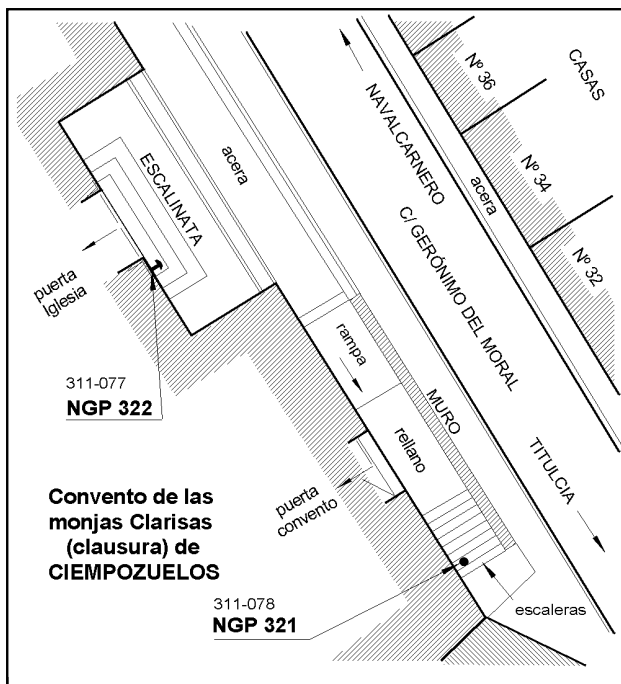 Nº 36
CASAS
NAVALCARNERO
acera
Nº 34
acera
ESCALINATA
C/ GERÓNIMO DEL MORAL
Nº 32
puerta
Iglesia
rampa
311-077
NGP 322
MURO
rellano
TITULCIA
puerta
convento
Convento de las
monjas Clarisas
(clausura) de
CIEMPOZUELOS
311-078
NGP 321
escaleras